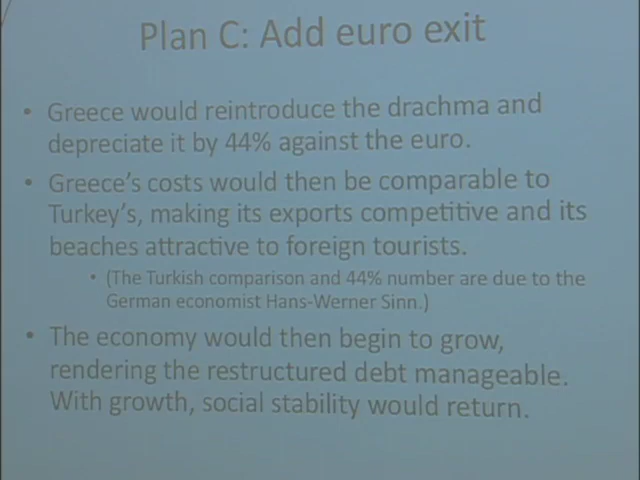 Plan C: Add euro exit
• Greece would reintroduce the drachma and
depreciate it by 44% against the euro.
• Greece's costs would then be comparable to
Turkey's, making its exports competitive and its
beaches attractive to foreign tourists.
• (The Turkish comparison and 44% number are due to the
German economist Hans-Werner Sinn.)
• The economy would then begin to grow,
rendering the restructured debt manageable.
With growth, social stability would return.